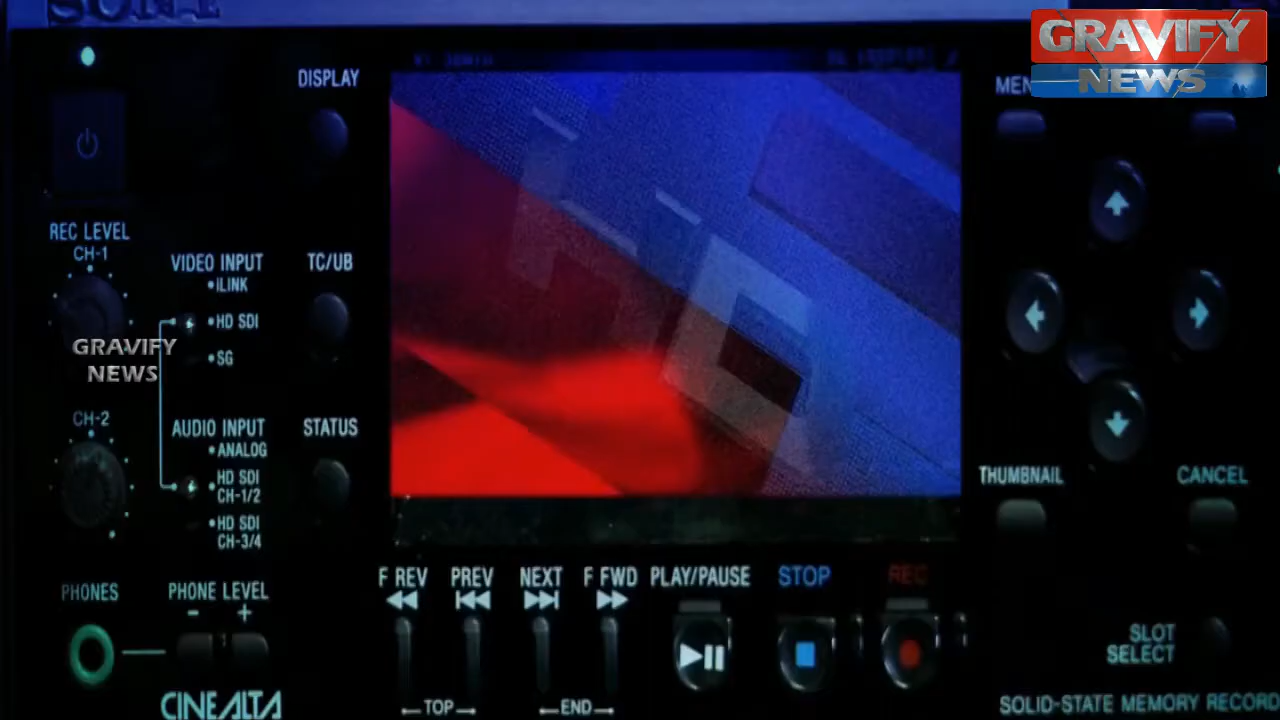 SONY
GRAVIFY
NEWS
DISPLAY
MEN
REC LEVEL
CH-1
VIDEO INPUT
iLINK
HD SDI
SG
TC/UB
GRAVIFY
NEWS
CH-2
AUDIO INPUT
ANALOG
HD SDI
CH-1/2
HD SDI
CH-3/4
STATUS
THUMBNAIL
CANCEL
F REV
PREV
NEXT
F FWD
PLAY/PAUSE
STOP
REC
PHONES
PHONE LEVEL
- +
SLOT
SELECT
CINEALTA
TOP
END
SOLID-STATE MEMORY RECORD